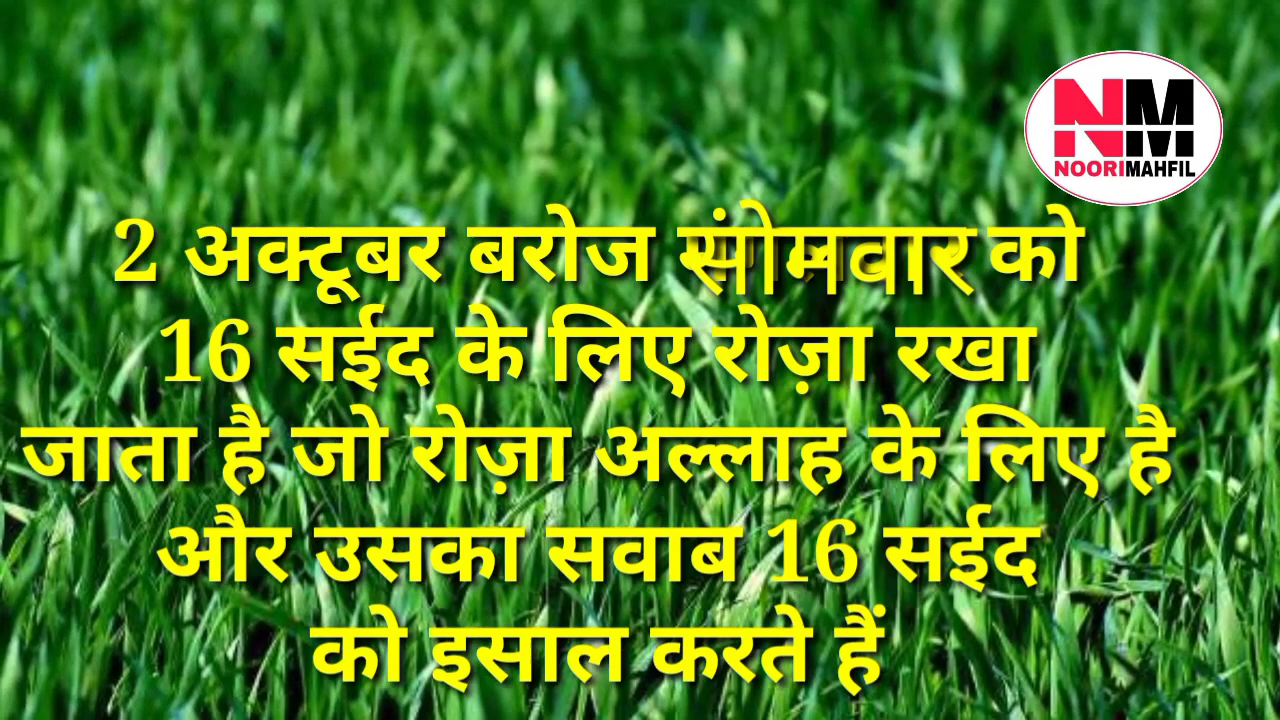 NM
NOORIMAHFIL
2 अक्टूबर बरोज सोमवार को
16 सईद के लिए रोज़ा रखा
जाता है जो रोज़ा अल्लाह के लिए है
और उसका सवाब 16 सईद
को इसाल करते हैं